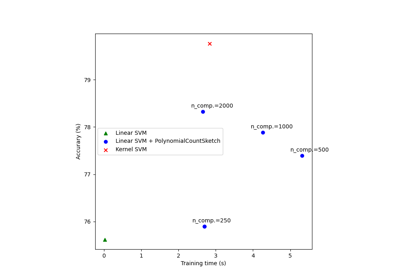 79
78
77
76
Accurary (%)
n_comp.=2000
n_comp.=1000
n_comp.=500
n_comp.=250
Linear SVM
Linear SVM + PolynomialCountSketch
Kernel SVM
0 1 2 3 4 5
Training time (s)